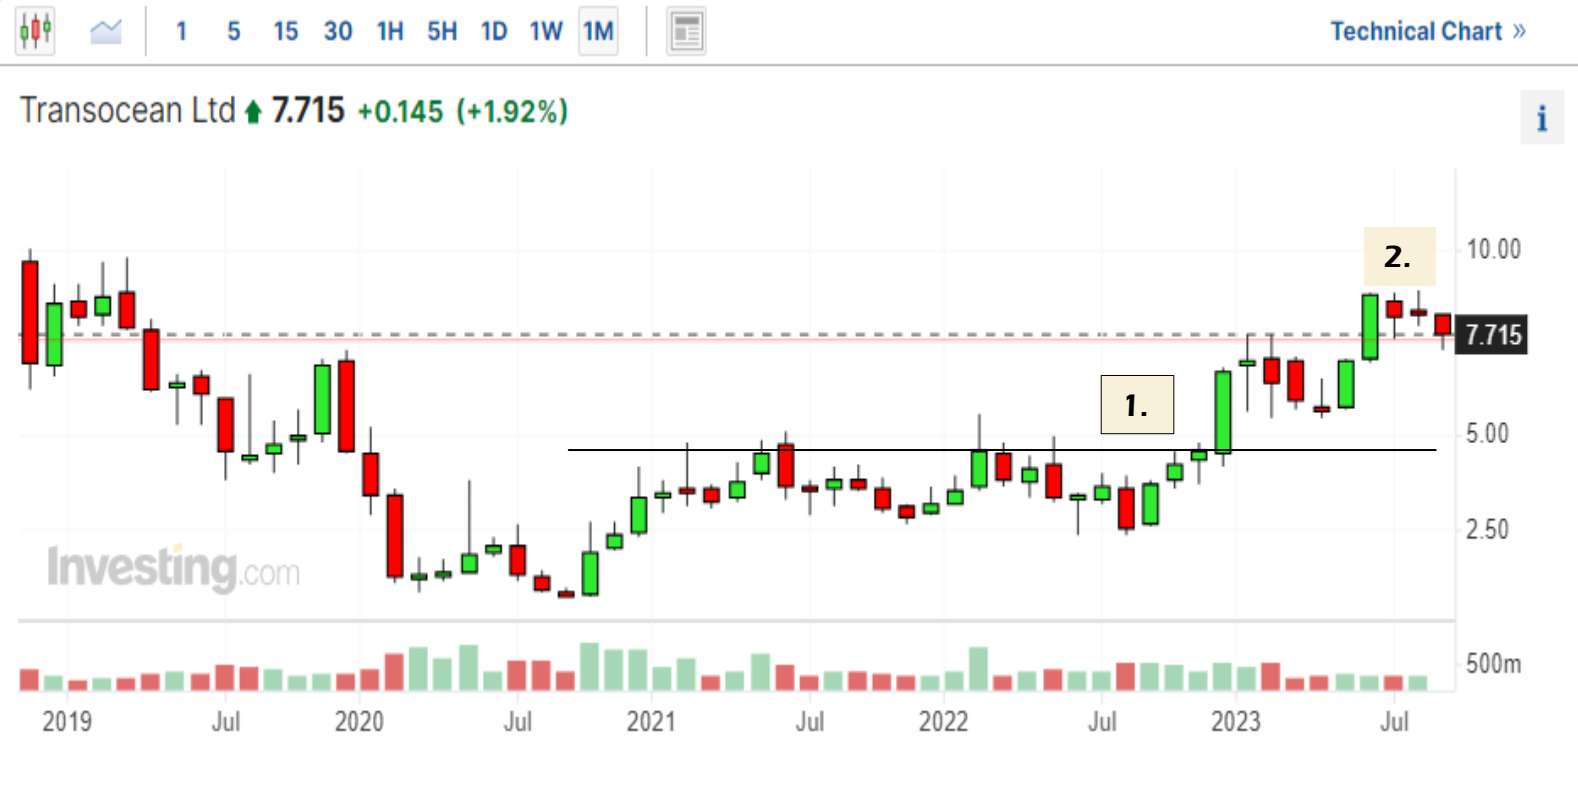 1 5 15 30 1H 5H 1D 1W 1M Technical Chart »
Transocean Ltd 7.715 +0.145 (+1.92%)
i
2.
10.00
7.715
1.
5.00
2.50
Investing.com
500m
2019 Jul 2020 Jul 2021 Jul 2022 Jul 2023 Jul